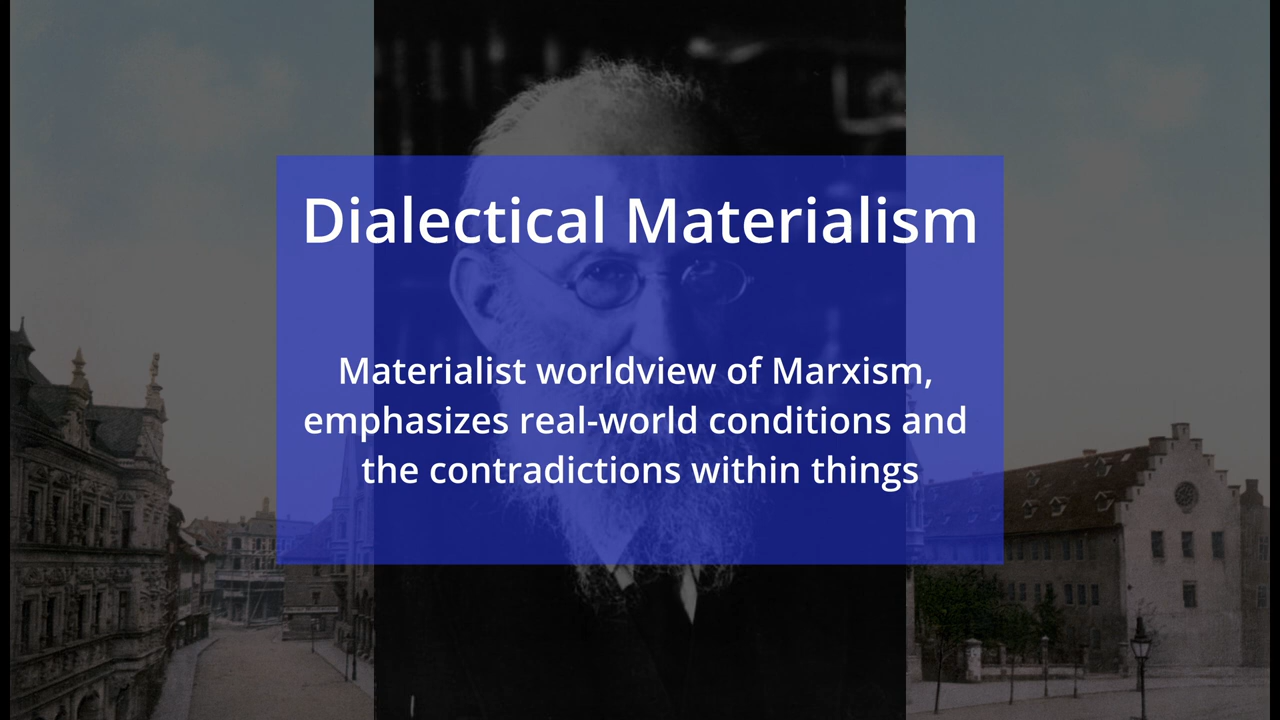 Dialectical Materialism
Materialist worldview of Marxism,
emphasizes real-world conditions and
the contradictions within things